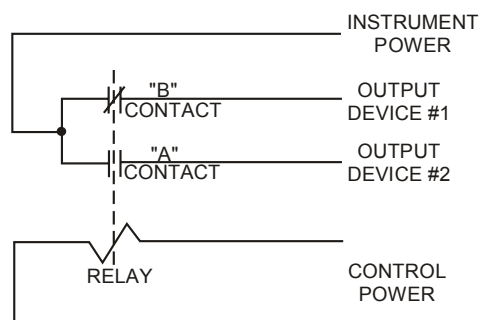 INSTRUMENT
POWER
"B"
CONTACT
OUTPUT
DEVICE #1
"A"
CONTACT
OUTPUT
DEVICE #2
RELAY
CONTROL
POWER